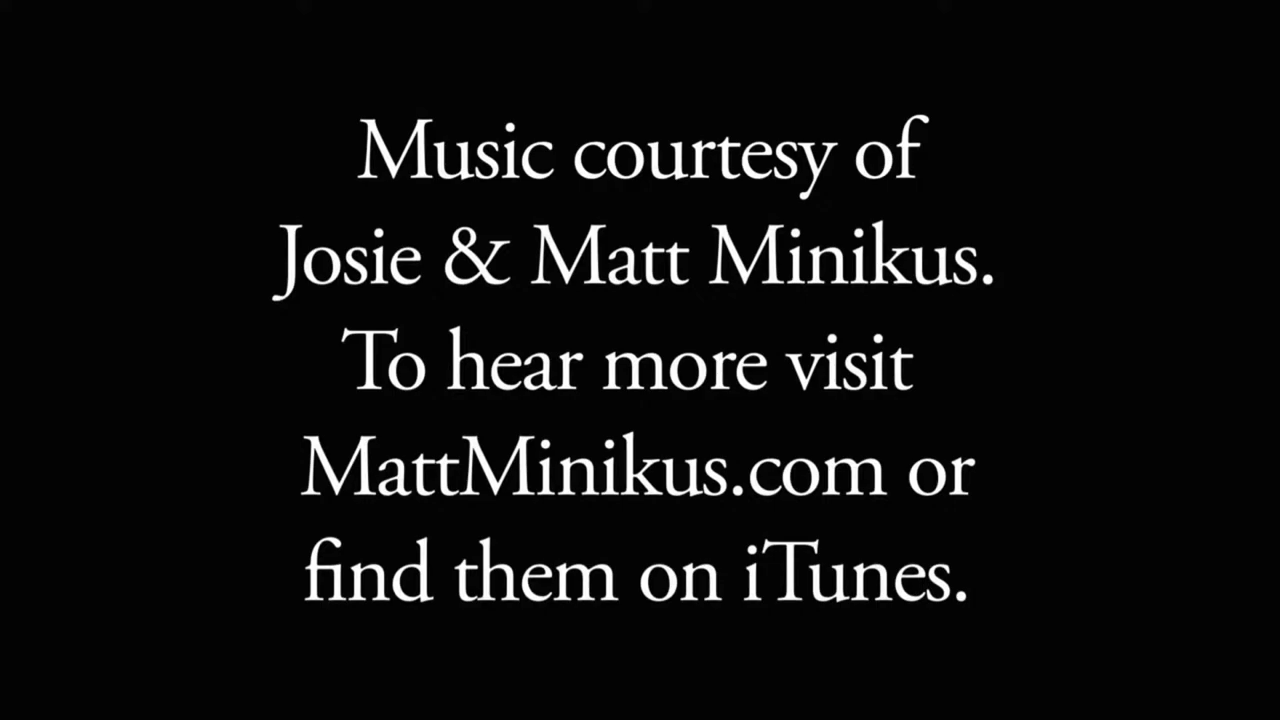 Music courtesy of
Josie & Matt Minikus.
To hear more visit
MattMinikus.com or
find them on iTunes.